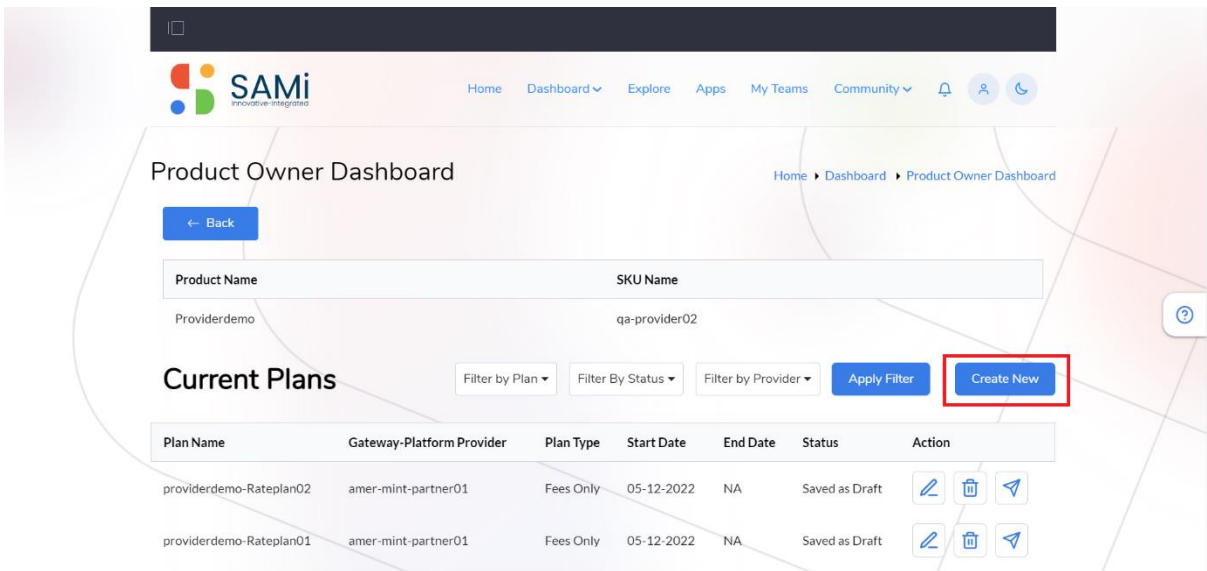 SAMi
innovative-integrated
Home Dashboard Explore Apps My Teams Community
Product Owner Dashboard
Home Dashboard Product Owner Dashboard
← Back
Product Name SKU Name
Providerdemo qa-provider02
Current Plans Filter by Plan Filter By Status Filter by Provider Apply Filter Create New
Plan Name Gateway-Platform Provider Plan Type Start Date End Date Status Action
providerdemo-Rateplan02 amer-mint-partner01 Fees Only 05-12-2022 NA Saved as Draft
providerdemo-Rateplan01 amer-mint-partner01 Fees Only 05-12-2022 NA Saved as Draft